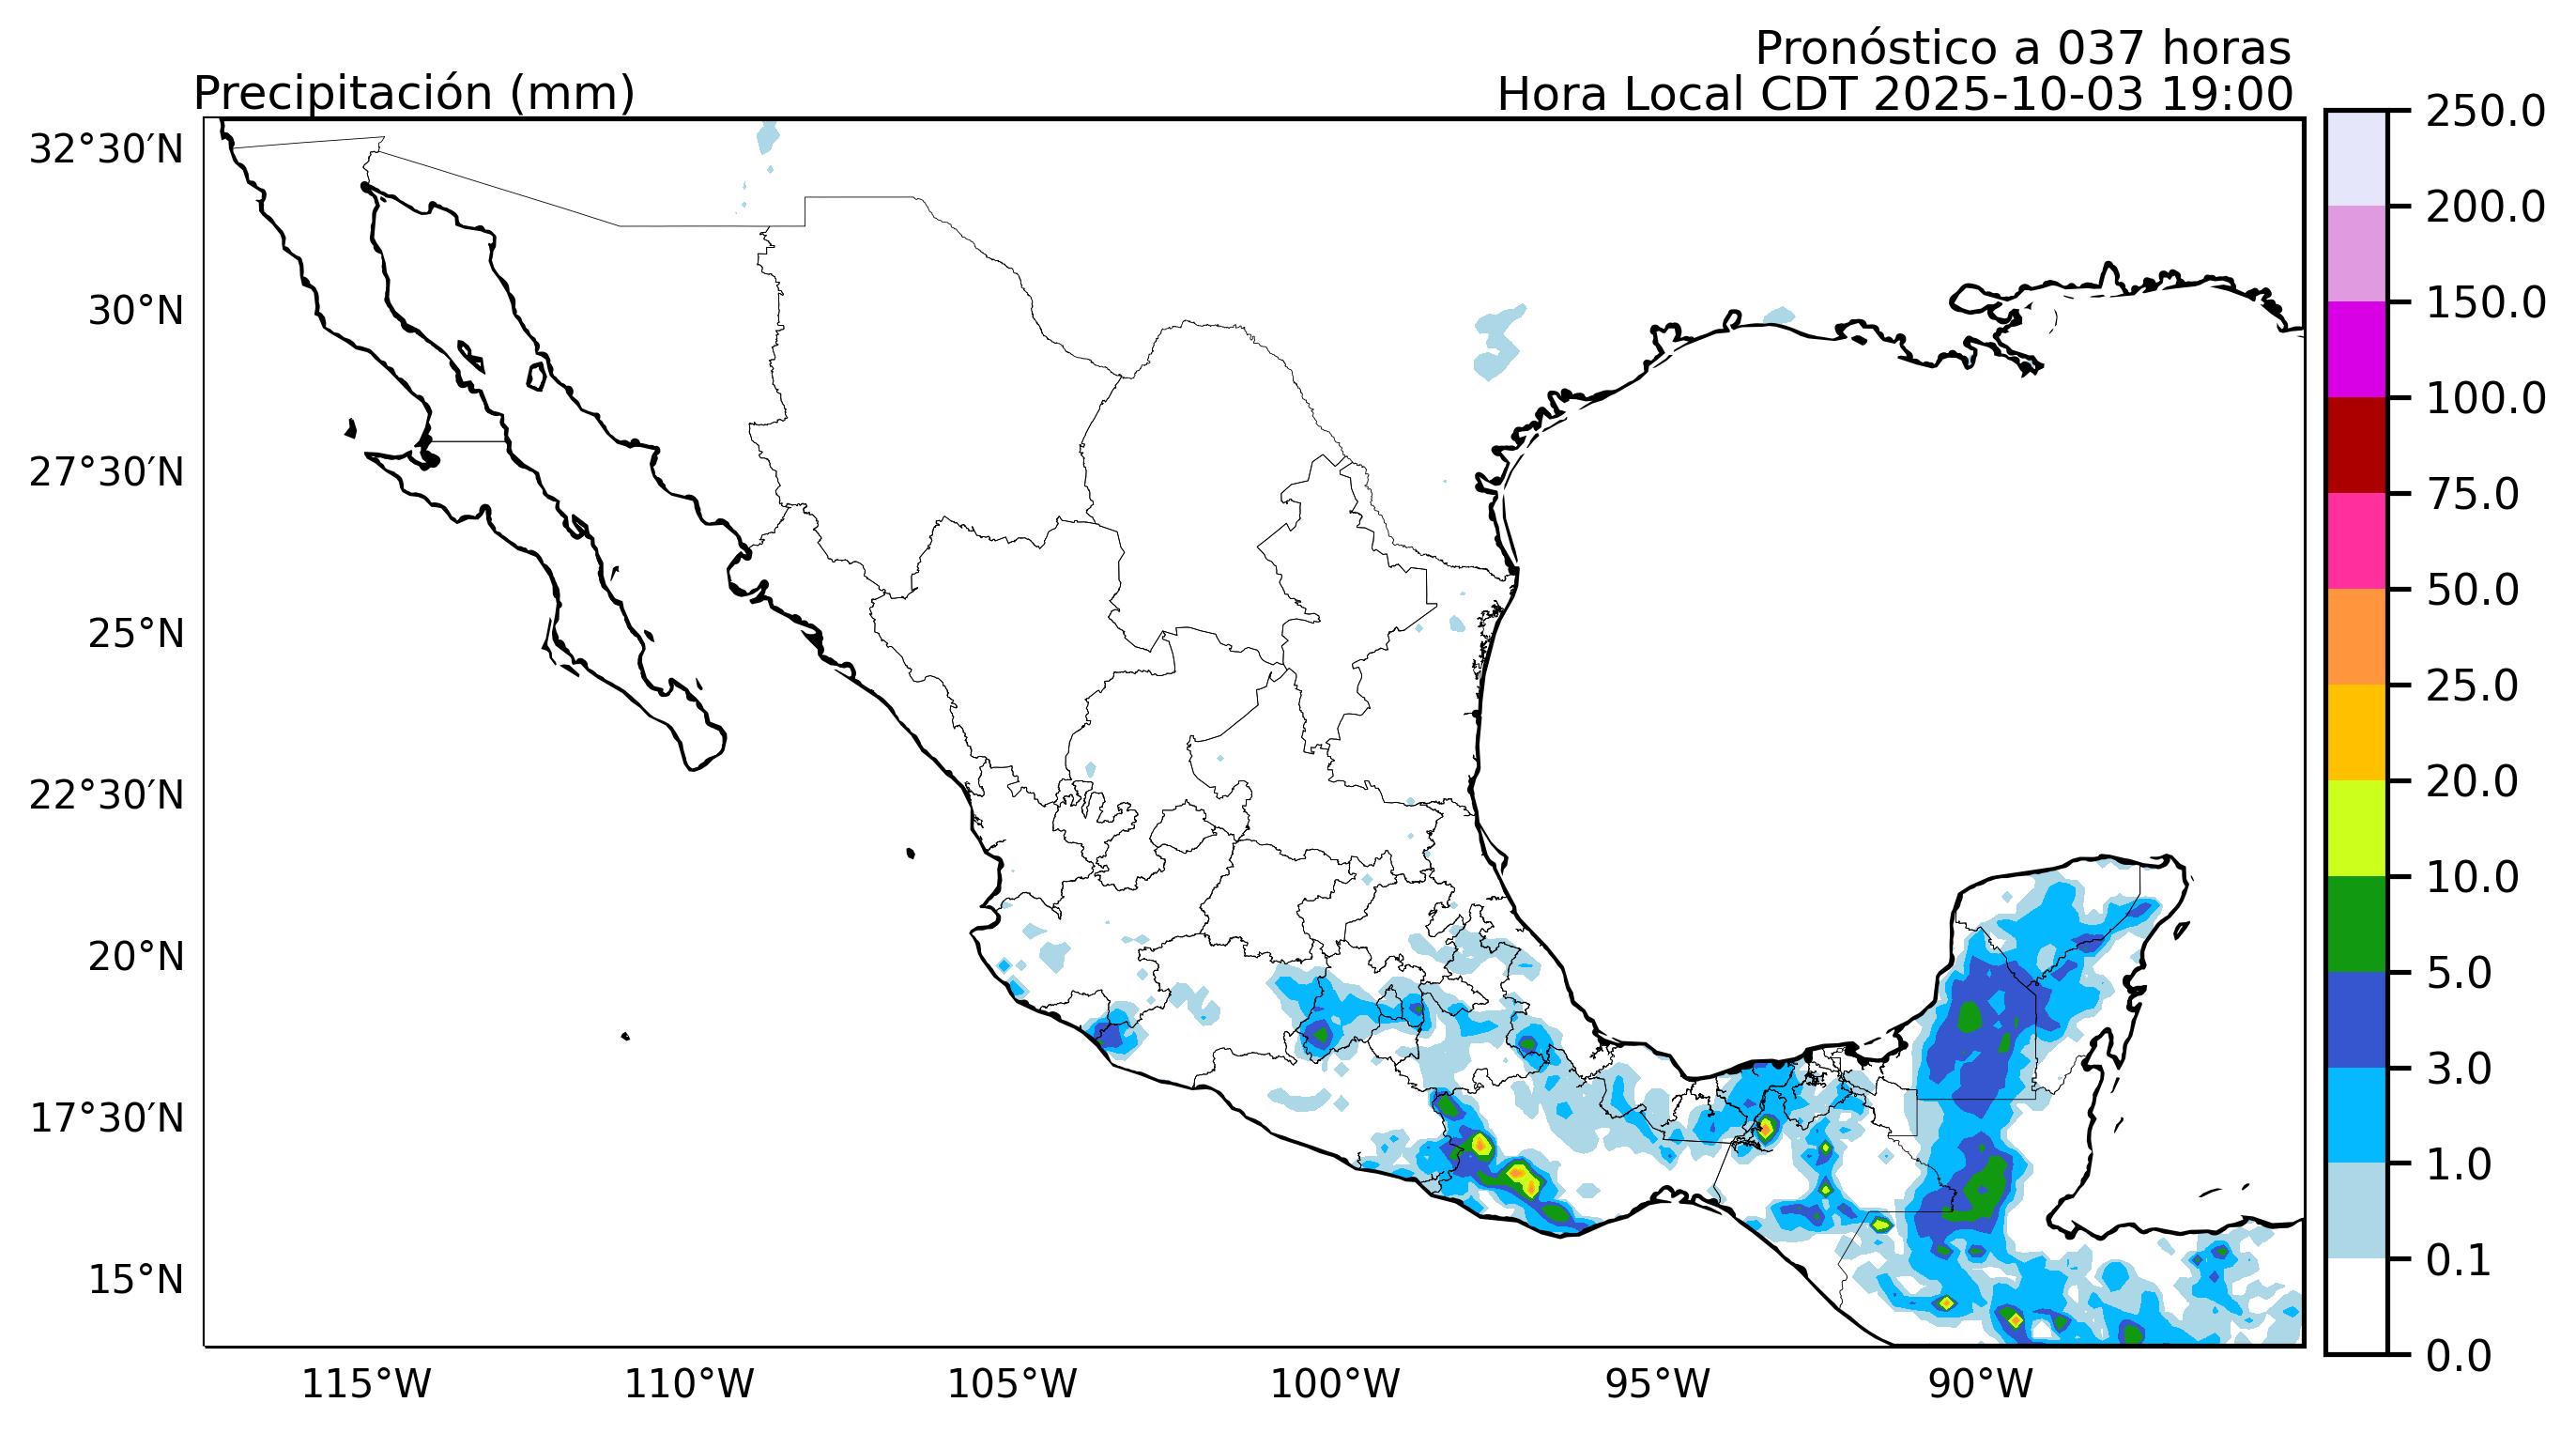 Pronóstico a 037 horas
Precipitación (mm)
Hora Local CDT 2025-10-03 19:00
32°30′N
30°N
27°30′N
25°N
22°30′N
20°N
17°30′N
15°N
115°W
110°W
105°W
100°W
95°W
90°W
250.0
200.0
150.0
100.0
75.0
50.0
25.0
20.0
10.0
5.0
3.0
1.0
0.1
0.0